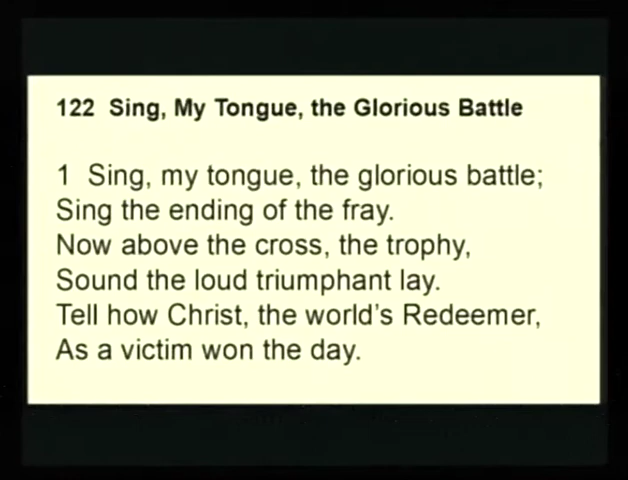 122 Sing, My Tongue, the Glorious Battle
1 Sing, my tongue, the glorious battle;
Sing the ending of the fray.
Now above the cross, the trophy,
Sound the loud triumphant lay.
Tell how Christ, the world's Redeemer,
As a victim won the day.